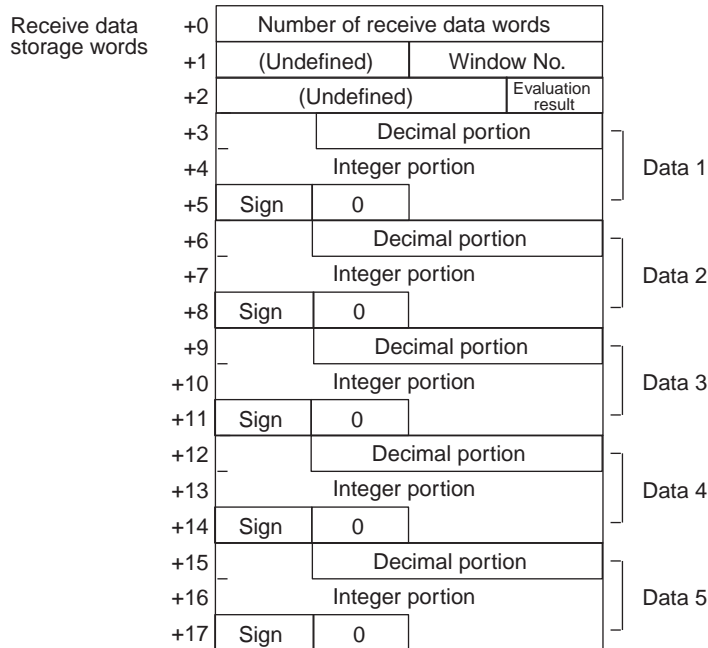 Receive data
storage words
+0 Number of receive data words
+1 (Undefined) Window No.
+2 (Undefined) Evaluation result
+3 Decimal portion
+4 Integer portion Data 1
+5 Sign 0
+6 Decimal portion
+7 Integer portion Data 2
+8 Sign 0
+9 Decimal portion
+10 Integer portion Data 3
+11 Sign 0
+12 Decimal portion
+13 Integer portion Data 4
+14 Sign 0
+15 Decimal portion
+16 Integer portion Data 5
+17 Sign 0